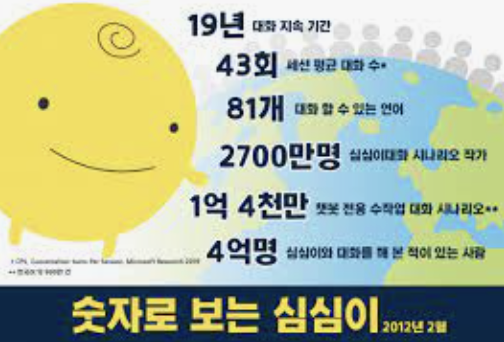 19년 대화 지속 기간
43회 세션 평균 대화 수*
81개 대화 할 수 있는 언어
2700만명 심심이대화 시나리오 작가
1억 4천만 챗봇 전용 수작업 대화 시나리오**
4억명 심심이와 대화를 해 본 적이 있는 사람
* CPS, Conversation turns Per Session, Microsoft Research 2019
숫자로 보는 심심이 2012년 2월